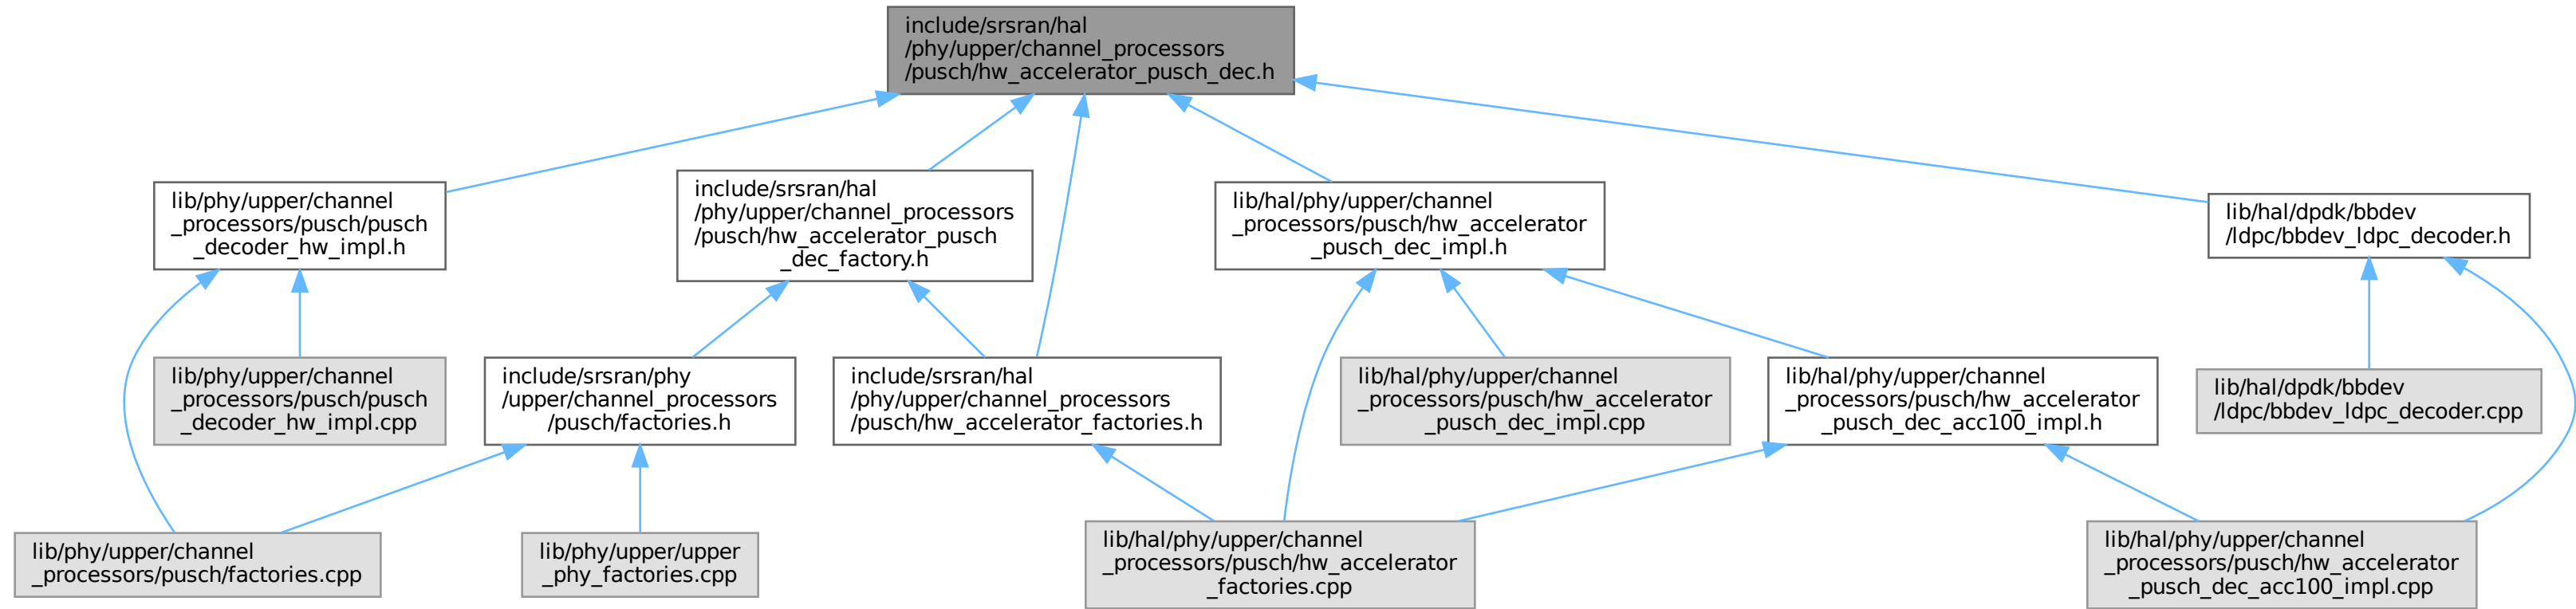 include/srsran/hal
/phy/upper/channel_processors
/pusch/hw_accelerator_pusch_dec.h
lib/phy/upper/channel
_processors/pusch/pusch
_decoder_hw_impl.h
include/srsran/hal
/phy/upper/channel_processors
/pusch/hw_accelerator_pusch
_dec_factory.h
lib/hal/phy/upper/channel
_processors/pusch/hw_accelerator
_pusch_dec_impl.h
lib/hal/dpdk/bbdev
/ldpc/bbdev_ldpc_decoder.h
lib/phy/upper/channel
_processors/pusch/pusch
_decoder_hw_impl.cpp
include/srsran/phy
/upper/channel_processors
/pusch/factories.h
include/srsran/hal
/phy/upper/channel_processors
/pusch/hw_accelerator_factories.h
lib/hal/phy/upper/channel
_processors/pusch/hw_accelerator
_pusch_dec_impl.cpp
lib/hal/phy/upper/channel
_processors/pusch/hw_accelerator
_pusch_dec_acc100_impl.h
lib/hal/dpdk/bbdev
/ldpc/bbdev_ldpc_decoder.cpp
lib/phy/upper/channel
_processors/pusch/factories.cpp
lib/phy/upper/upper
_phy_factories.cpp
lib/hal/phy/upper/channel
_processors/pusch/hw_accelerator
_factories.cpp
lib/hal/phy/upper/channel
_processors/pusch/hw_accelerator
_pusch_dec_acc100_impl.cpp